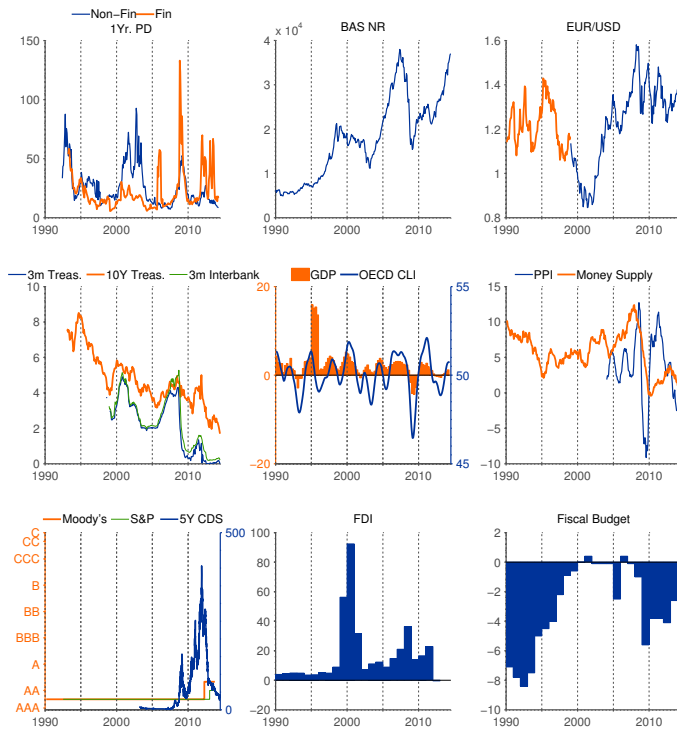 Non-Fin Fin
1Yr. PD
150
100
50
0
1990 2000 2010
BAS NR
x 10^4
4
3
2
1
0
1990 2000 2010
EUR/USD
1.6
1.4
1.2
1
0.8
1990 2000 2010
3m Treas. 10Y Treas. 3m Interbank
10
8
6
4
2
0
1990 2000 2010
GDP OECD CLI
20 55
0 50
−20 45
1990 2000 2010
PPI Money Supply
15
10
5
0
−5
−10
1990 2000 2010
Moody's S&P 5Y CDS
C 500
CC
CCC
B
BB
BBB
A
AA
AAA 0
1990 2000 2010
FDI
100
80
60
40
20
0
−20
1990 2000 2010
Fiscal Budget
2
0
−2
−4
−6
−8
−10
1990 2000 2010